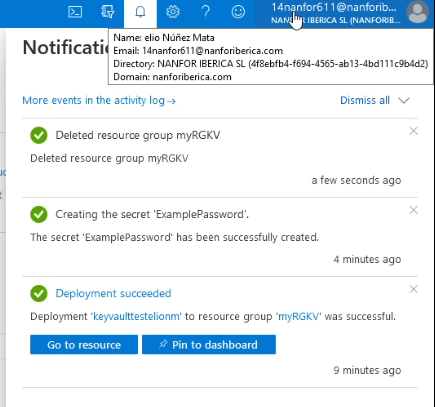 14nanfor611@nanforib...
NANFOR IBERICA SL (NANFORIBERI...
Notificatio
Name: elio Núñez Mata
Email: 14nanfor611@nanforiberica.com
Directory: NANFOR IBERICA SL (4f8ebfb4-f694-4565-ab13-4bd111c9b4d2)
Domain: nanforiberica.com
More events in the activity log →
Dismiss all
Deleted resource group myRGKV
Deleted resource group myRGKV
a few seconds ago
Creating the secret 'ExamplePassword'.
The secret 'ExamplePassword' has been successfully created.
4 minutes ago
Deployment succeeded
Deployment 'keyvaulttestelionm' to resource group 'myRGKV' was successful.
Go to resource
Pin to dashboard
9 minutes ago